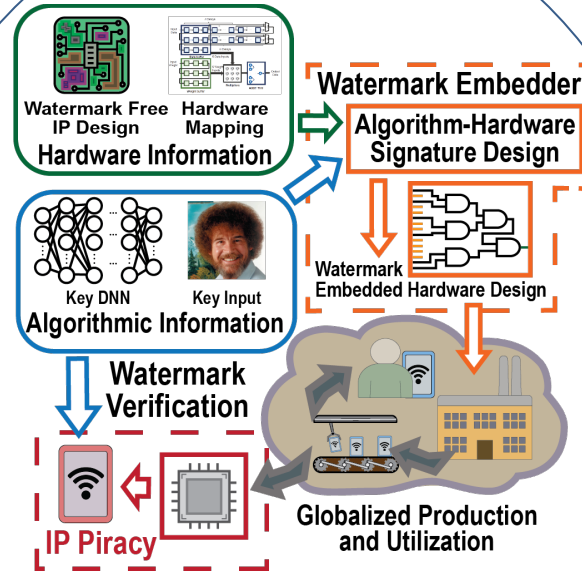 Watermark Free
IP Design
Hardware
Mapping
Hardware Information
Watermark Embedder
Algorithm-Hardware
Signature Design
Watermark
Embedded Hardware Design
Key DNN
Key Input
Algorithmic Information
Watermark
Verification
IP Piracy
Globalized Production
and Utilization